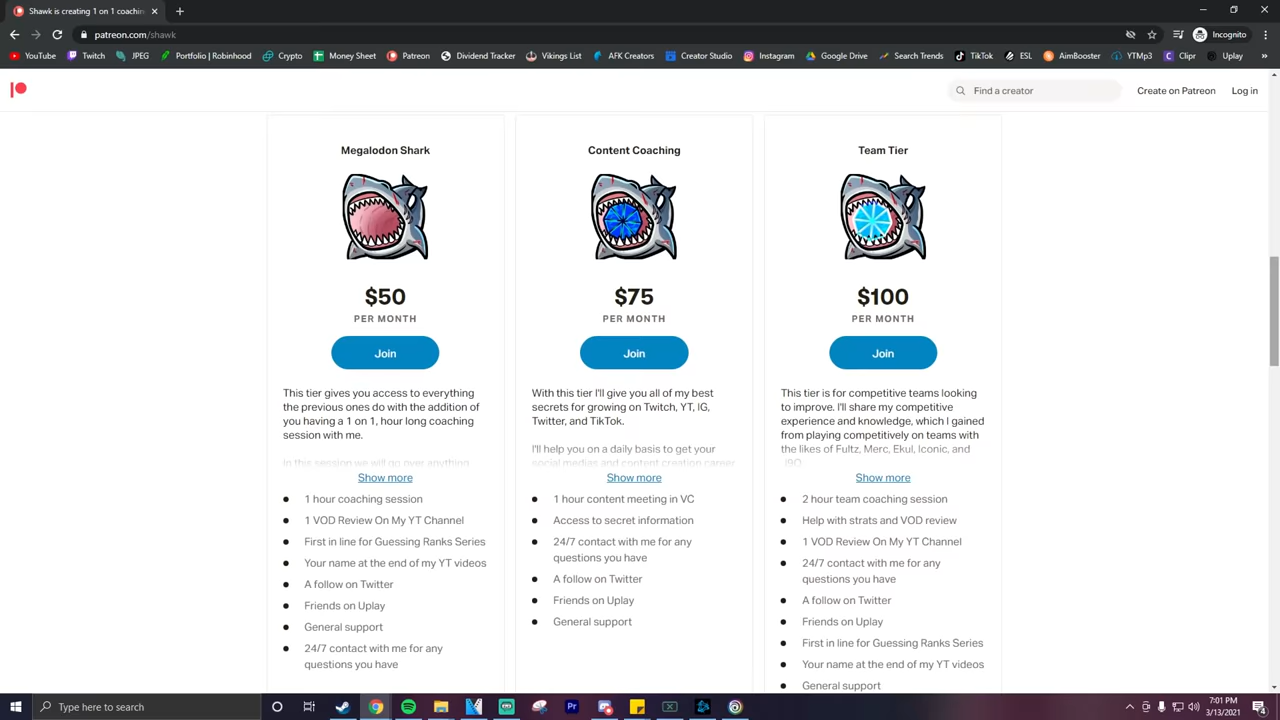 Shawk is creating 1 on 1 coachin
patreon.com/shawk
Incognito
YouTube
Twitch
JPEG
Portfolio | Robinhood
Crypto
Money Sheet
Patreon
Dividend Tracker
Vikings List
AFK Creators
Creator Studio
Instagram
Google Drive
Search Trends
TikTok
ESL
AimBooster
YTMp3
Clipr
Uplay
Find a creator
Create on Patreon
Log in
Megalodon Shark
$50
PER MONTH
Join
This tier gives you access to everything
the previous ones do with the addition of
you having a 1 on 1, hour long coaching
session with me.
In this session we will go over anything
Show more
1 hour coaching session
1 VOD Review On My YT Channel
First in line for Guessing Ranks Series
Your name at the end of my YT videos
A follow on Twitter
Friends on Uplay
General support
24/7 contact with me for any
questions you have
Content Coaching
$75
PER MONTH
Join
With this tier I'll give you all of my best
secrets for growing on Twitch, YT, IG,
Twitter, and TikTok.
I'll help you on a daily basis to get your
social medias and content creation career
Show more
1 hour content meeting in VC
Access to secret information
24/7 contact with me for any
questions you have
A follow on Twitter
Friends on Uplay
General support
Team Tier
$100
PER MONTH
Join
This tier is for competitive teams looking
to improve. I'll share my competitive
experience and knowledge, which I gained
from playing competitively on teams with
the likes of Fultz, Merc, Ekul, Iconic, and
Show more
2 hour team coaching session
Help with strats and VOD review
1 VOD Review On My YT Channel
24/7 contact with me for any
questions you have
A follow on Twitter
Friends on Uplay
First in line for Guessing Ranks Series
Your name at the end of my YT videos
General support
Type here to search
7:01 PM
3/13/2021